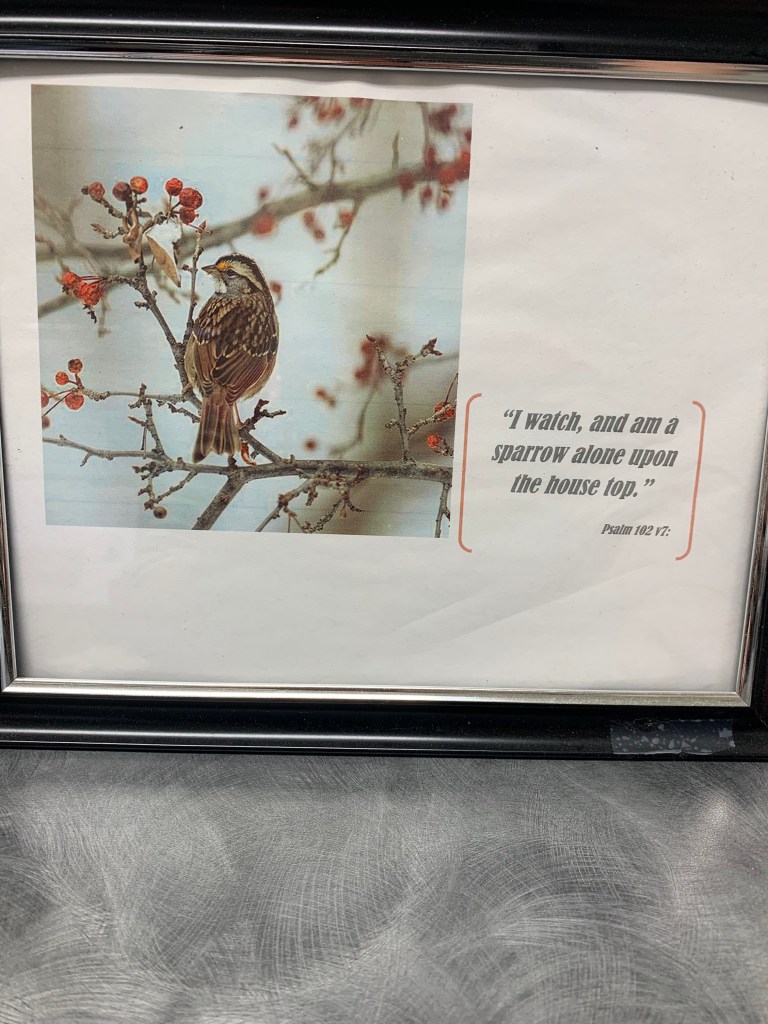 “I watch, and am a
sparrow alone upon
the house top.”
Psalm 102 v7: